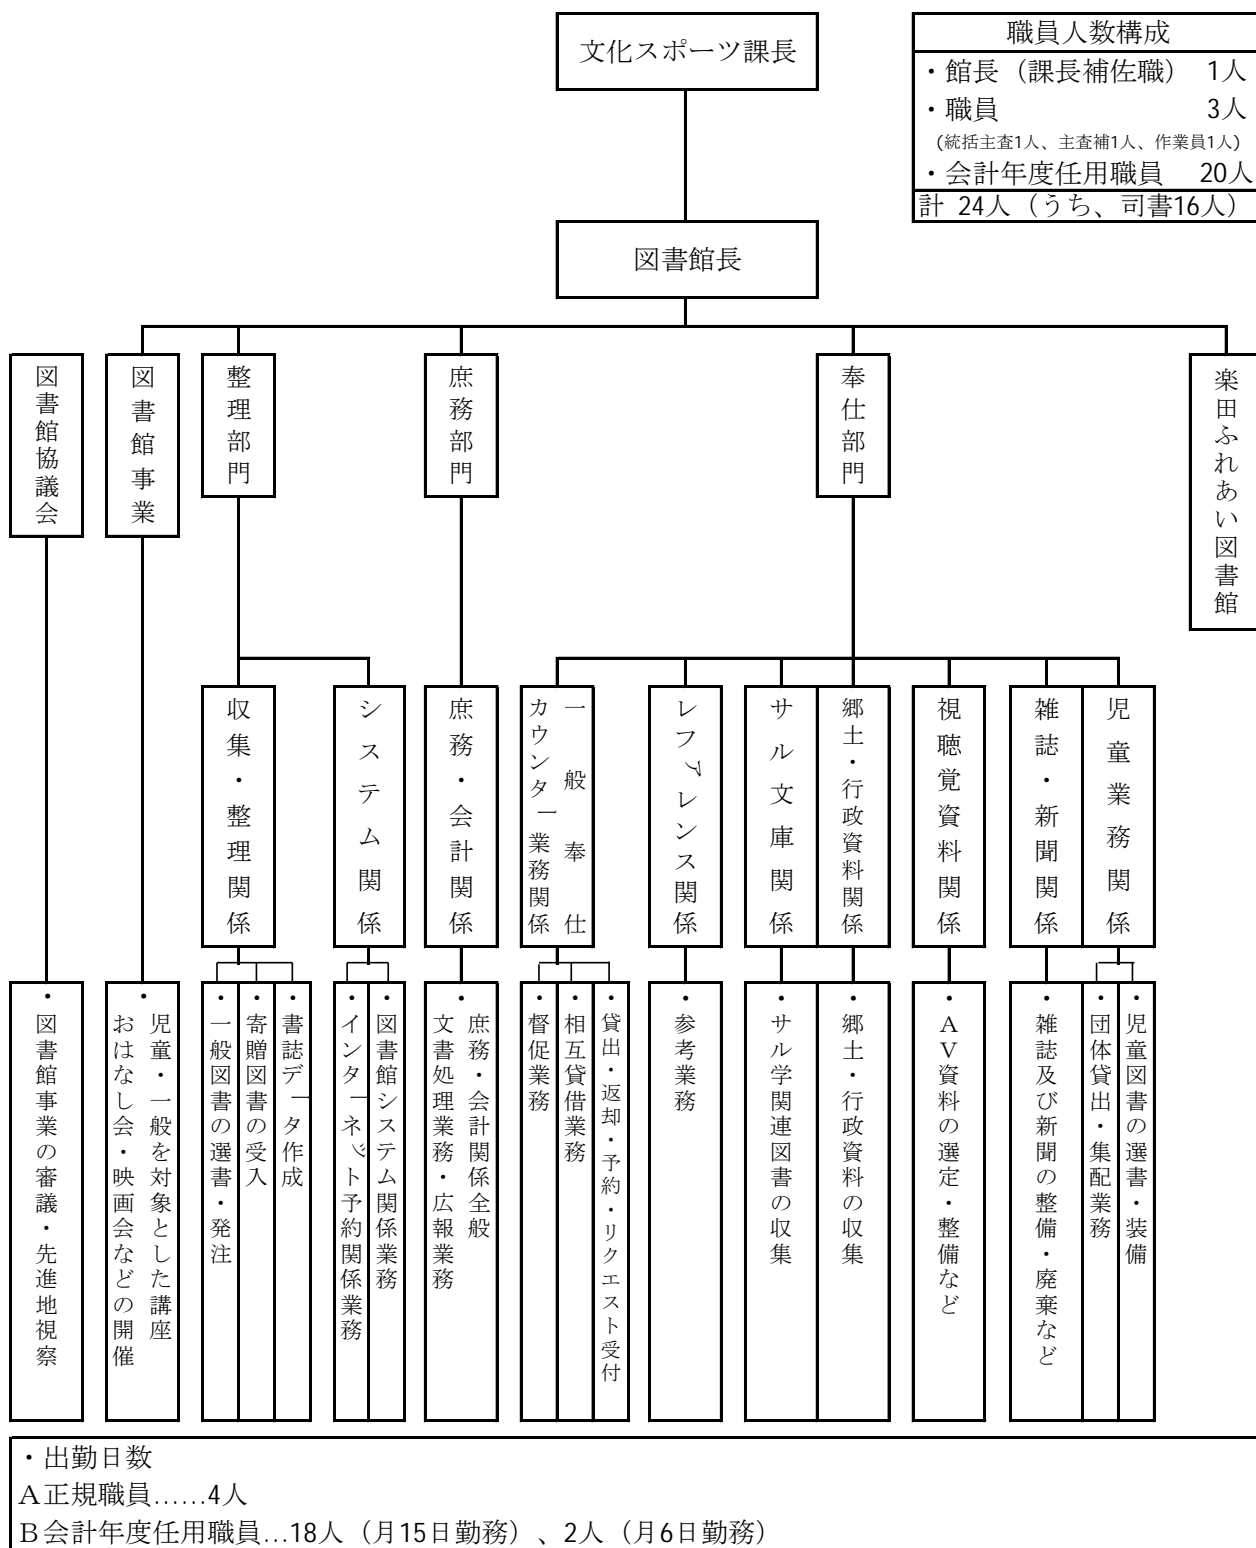 文化スポーツ課長
職員人数構成
・館長（課長補佐職） 1人
・職員 3人
(統括主査1人、主査補1人、作業員1人)
・会計年度任用職員 20人
計 24人（うち、司書16人）
図書館長
図書館協議会
図書館事業
整理部門
庶務部門
奉仕部門
楽田ふれあい図書館
収集・整理関係
システム関係
庶務・会計関係
一般奉仕
カウンター業務関係
レファレンス関係
サル文庫関係
郷土・行政資料関係
視聴覚資料関係
雑誌・新聞関係
児童業務関係
・図書館事業の審議・先進地視察
・児童・一般を対象とした講座
おはなし会・映画会などの開催
・一般図書の選書・発注
・寄贈図書の受入
・書誌データ作成
・インターネット予約関係業務
・図書館システム関係業務
・庶務・会計関係全般
文書処理業務・広報業務
・督促業務
・相互貸借業務
・貸出・返却・予約・リクエスト受付
・参考業務
・サル学関連図書の収集
・郷土・行政資料の収集
・AV資料の選定・整備など
・雑誌及び新聞の整備・廃棄など
・団体貸出・集配業務
・児童図書の選書・装備
・出勤日数
A正規職員……4人
B会計年度任用職員…18人（月15日勤務）、2人（月6日勤務）